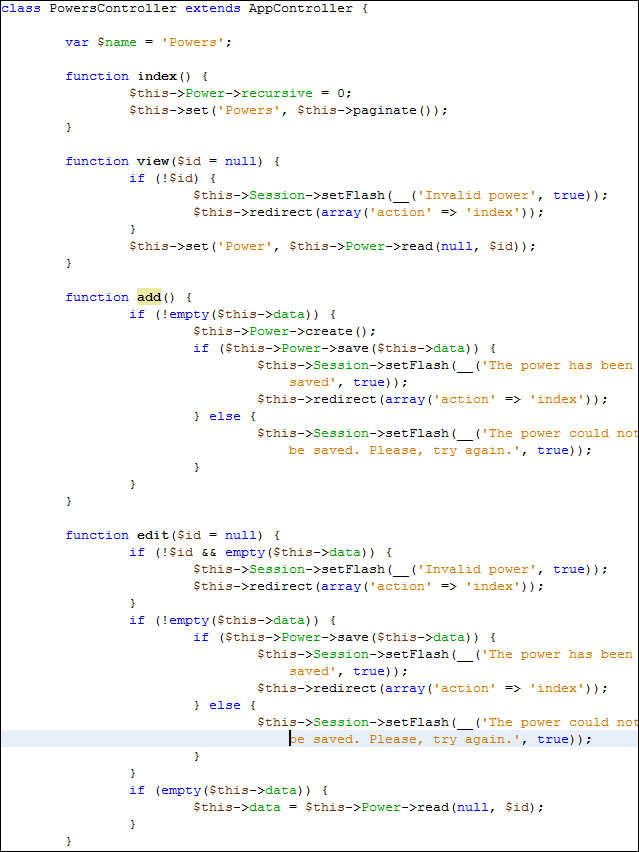 class PowersController extends AppController {
var $name = 'Powers';
function index() {
$this->Power->recursive = 0;
$this->set('Powers', $this->paginate());
}
function view($id = null) {
if (!$id) {
$this->Session->setFlash(__('Invalid power', true));
$this->redirect(array('action' => 'index'));
}
$this->set('Power', $this->Power->read(null, $id));
}
function add() {
if (!empty($this->data)) {
$this->Power->create();
if ($this->Power->save($this->data)) {
$this->Session->setFlash(__('The power has been
saved', true));
$this->redirect(array('action' => 'index'));
} else {
$this->Session->setFlash(__('The power could not
be saved. Please, try again.', true));
}
}
}
function edit($id = null) {
if (!$id && empty($this->data)) {
$this->Session->setFlash(__('Invalid power', true));
$this->redirect(array('action' => 'index'));
}
if (!empty($this->data)) {
if ($this->Power->save($this->data)) {
$this->Session->setFlash(__('The power has been
saved', true));
$this->redirect(array('action' => 'index'));
} else {
$this->Session->setFlash(__('The power could not
be saved. Please, try again.', true));
}
}
if (empty($this->data)) {
$this->data = $this->Power->read(null, $id);
}
}